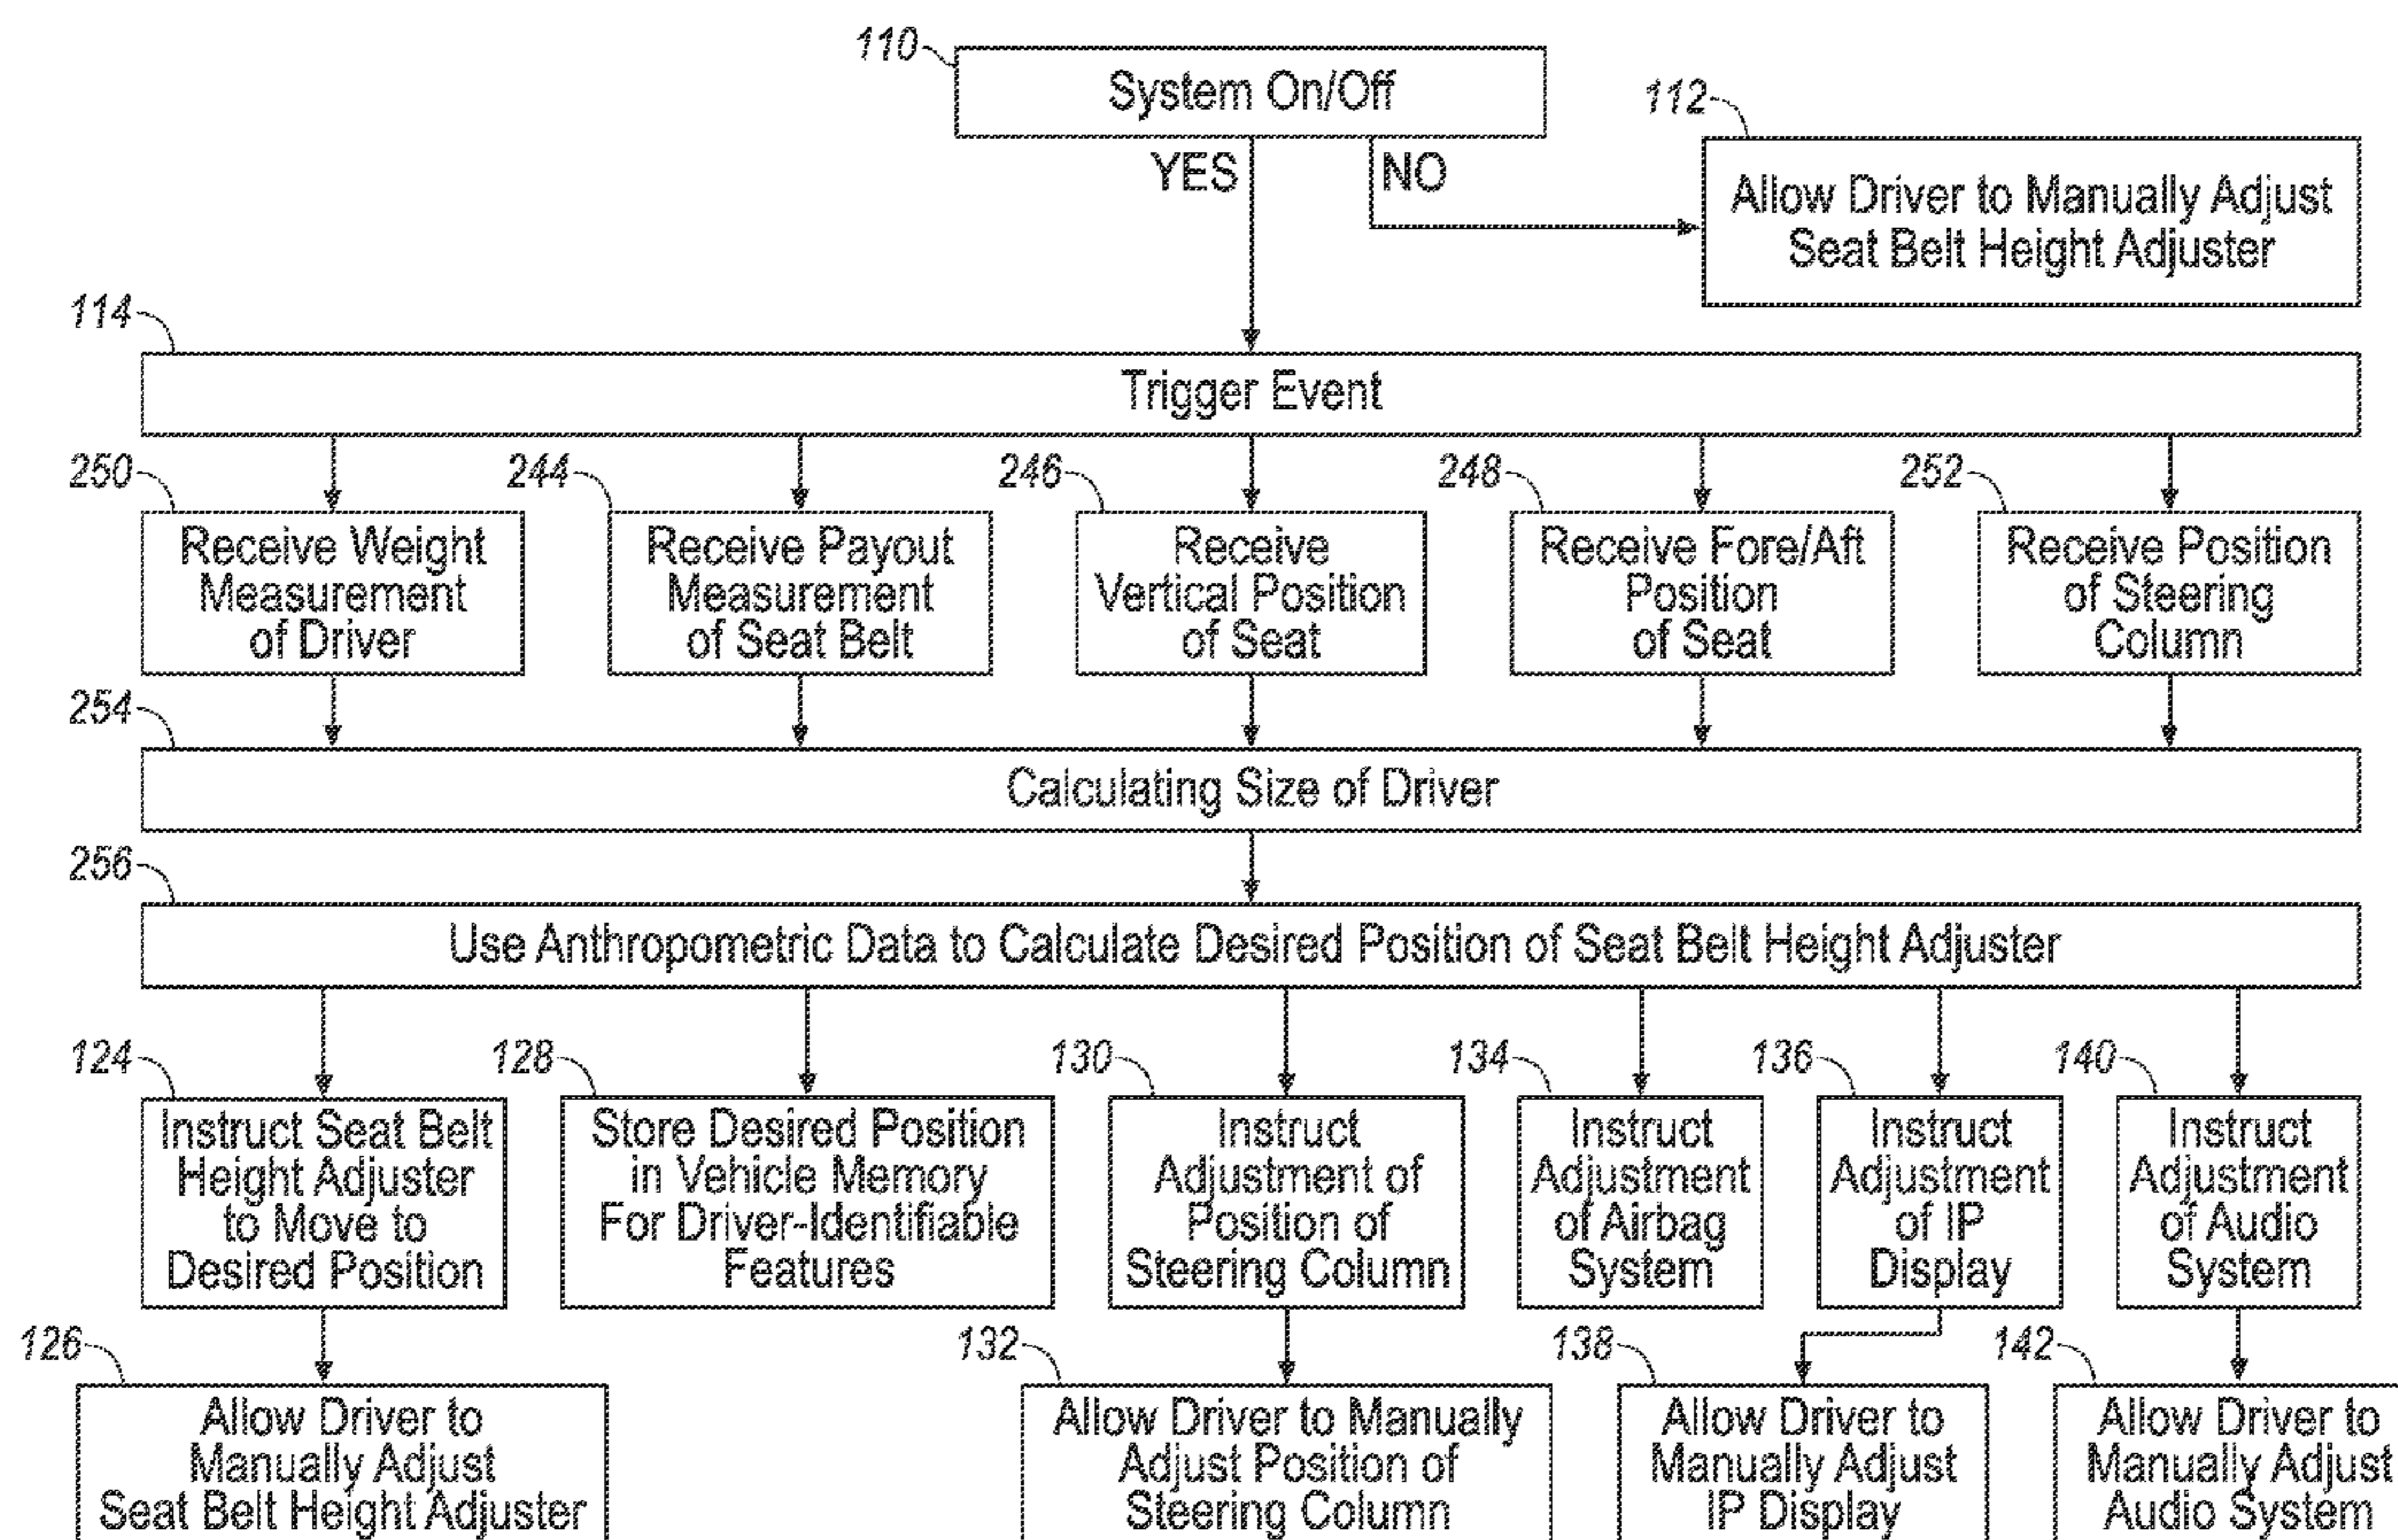 110
System On/Off
112
YES
NO
Allow Driver to Manually Adjust
Seat Belt Height Adjuster
114
Trigger Event
250
244
246
248
252
Receive Weight
Measurement
of Driver
Receive Payout
Measurement
of Seat Belt
Receive
Vertical Position
of Seat
Receive Fore/Aft
Position
of Seat
Receive Position
of Steering
Column
254
Calculating Size of Driver
256
Use Anthropometric Data to Calculate Desired Position of Seat Belt Height Adjuster
124
128
130
134
136
140
Instruct Seat Belt
Height Adjuster
to Move to
Desired Position
Store Desired Position
in Vehicle Memory
For Driver-Identifiable
Features
Instruct
Adjustment of
Position of
Steering Column
Instruct
Adjustment
of Airbag
System
Instruct
Adjustment
of IP
Display
Instruct
Adjustment
of Audio
System
126
132
138
142
Allow Driver to
Manually Adjust
Seat Belt Height Adjuster
Allow Driver to Manually
Adjust Position of
Steering Column
Allow Driver to
Manually Adjust
IP Display
Allow Driver to
Manually Adjust
Audio System